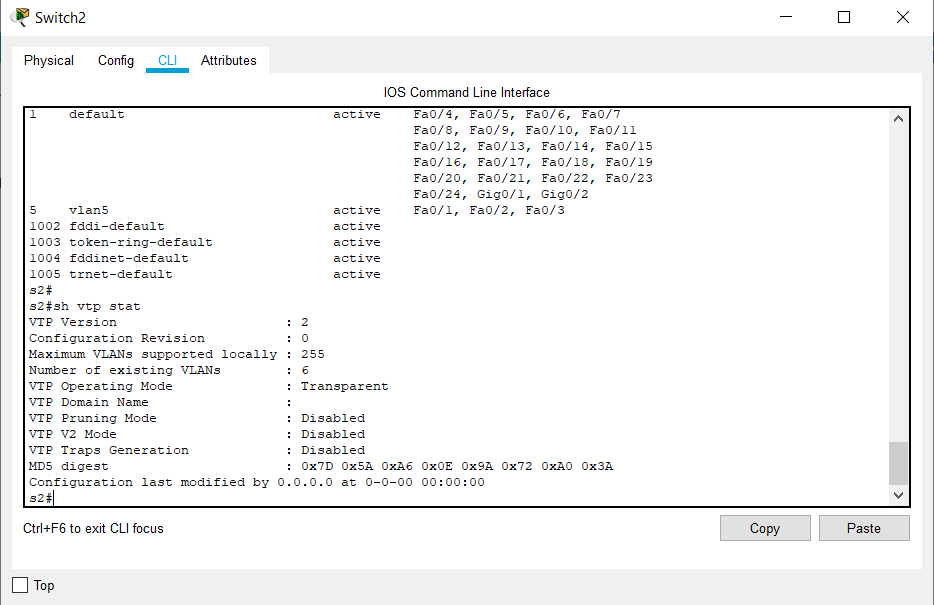 Switch2
Physical Config CLI Attributes
IOS Command Line Interface
1    default                          active    Fa0/4, Fa0/5, Fa0/6, Fa0/7
                                                Fa0/8, Fa0/9, Fa0/10, Fa0/11
                                                Fa0/12, Fa0/13, Fa0/14, Fa0/15
                                                Fa0/16, Fa0/17, Fa0/18, Fa0/19
                                                Fa0/20, Fa0/21, Fa0/22, Fa0/23
                                                Fa0/24, Gig0/1, Gig0/2
5    vlan5                            active    Fa0/1, Fa0/2, Fa0/3
1002 fddi-default                     active
1003 token-ring-default               active
1004 fddinet-default                  active
1005 trnet-default                    active
s2#
s2#sh vtp stat
VTP Version                     : 2
Configuration Revision          : 0
Maximum VLANs supported locally : 255
Number of existing VLANs        : 6
VTP Operating Mode              : Transparent
VTP Domain Name                 :
VTP Pruning Mode                : Disabled
VTP V2 Mode                     : Disabled
VTP Traps Generation            : Disabled
MD5 digest                      : 0x7D 0x5A 0xA6 0x0E 0x9A 0x72 0xA0 0x3A
Configuration last modified by 0.0.0.0 at 0-0-00 00:00:00
s2#
Ctrl+F6 to exit CLI focus
Copy Paste
Top